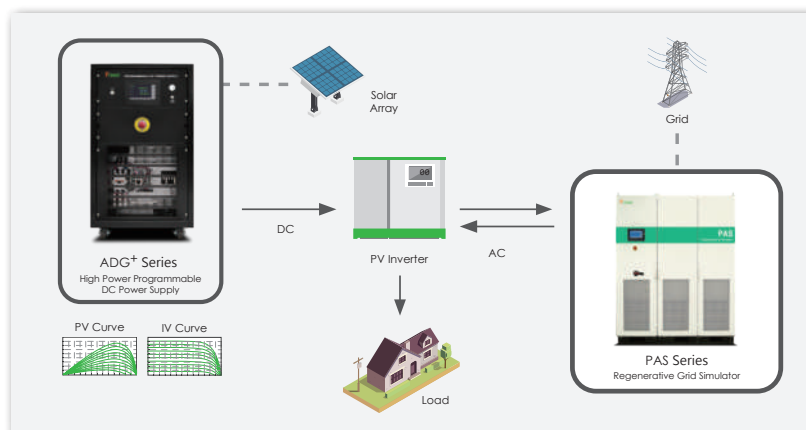 Solar
Array
Grid
00
PAS
DC
AC
PV Inverter
ADG+ Series
High Power Programmable
DC Power Supply
PV Curve
IV Curve
Load
PAS Series
Regenerative Grid Simulator